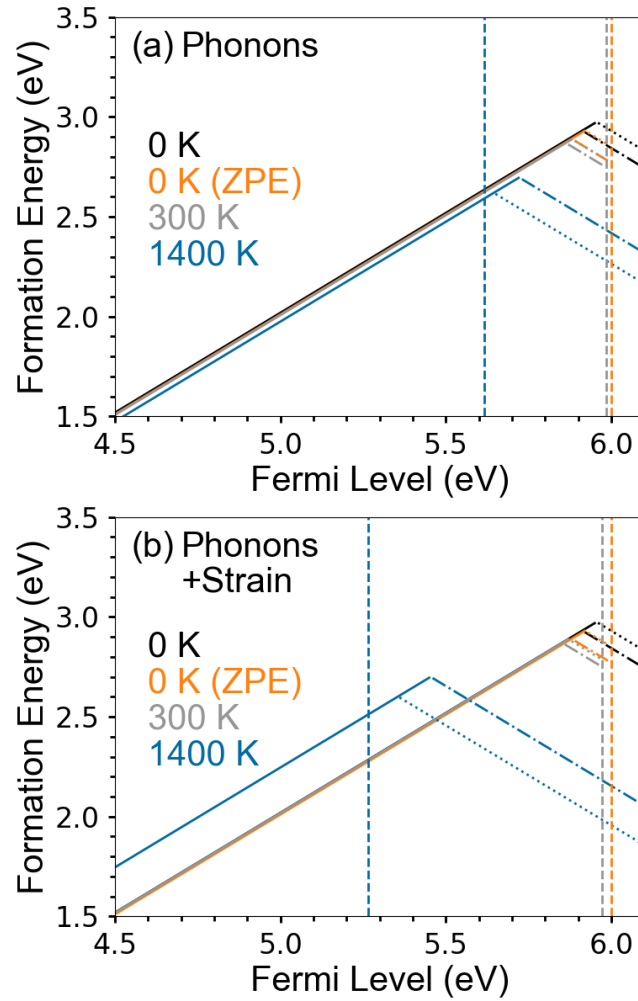 3.5
(a) Phonons
3.0
0 K
0 K (ZPE)
300 K
1400 K
2.5
2.0
1.5
Formation Energy (eV)
4.5 5.0 5.5 6.0
Fermi Level (eV)
3.5
(b) Phonons
+Strain
3.0
0 K
0 K (ZPE)
300 K
1400 K
2.5
2.0
1.5
Formation Energy (eV)
4.5 5.0 5.5 6.0
Fermi Level (eV)